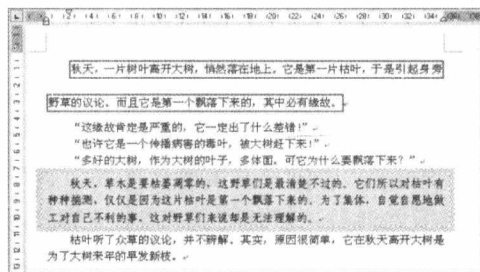 秋天，一片树叶离开大树，悄然落在地上。它是第一片枯叶，于是引起身旁
野草的议论。而且它是第一个飘落下来的，其中必有缘故。
“这缘故肯定是严重的，它一定出了什么差错！”
“也许它是一个传播病害的毒叶，被大树赶下来！”
“多好的大树，作为大树的叶子，多体面，可它为什么要飘落下来？”
秋天，草木是要枯萎凋零的，这野草们是最清楚不过的。它们所以对枯叶有
种种揣测，仅仅是因为这片枯叶是第一个飘落下来的。为了集体，自觉自愿地做
工对自己不利的事。这对野草们来说却是无法理解的。
枯叶听了众草的议论，并不辨解。其实，原因很简单，它在秋天离开大树是
为了大树来年的早发新枝。